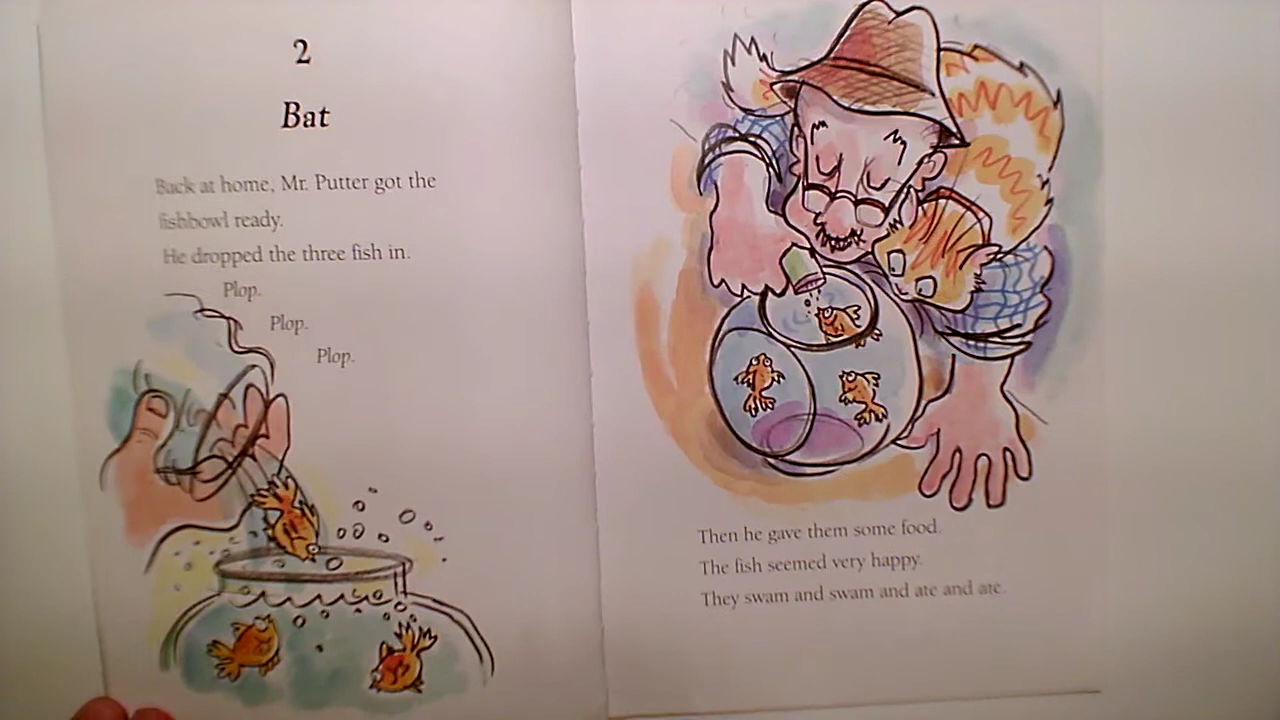 2
Bat
Back at home, Mr. Putter got the
fishbowl ready.
He dropped the three fish in.
Plop.
Plop.
Plop.
Then he gave them some food.
The fish seemed very happy.
They swam and swam and ate and ate.